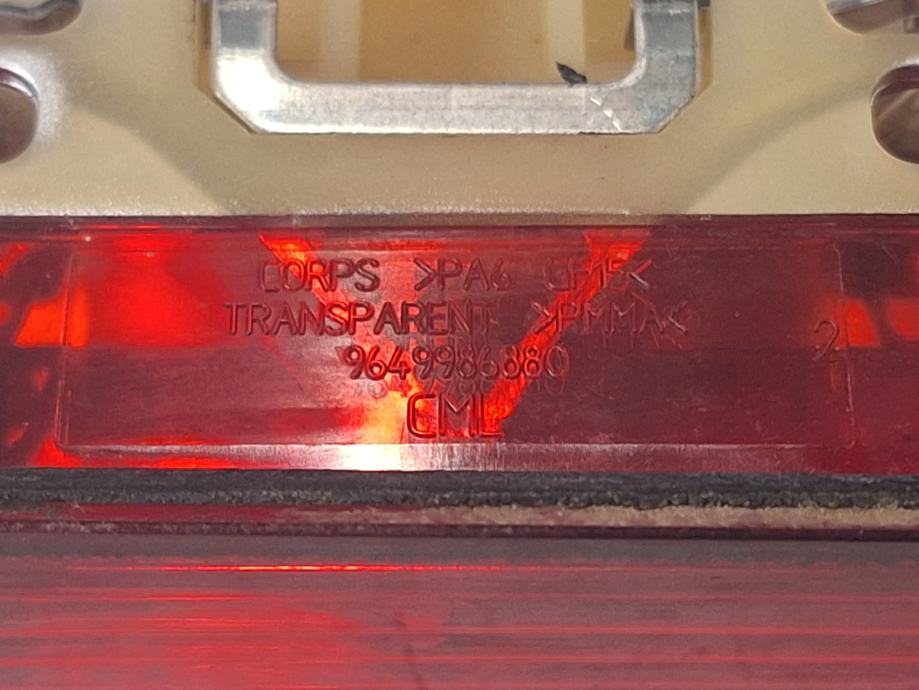 CORPS >PA6 GF15<
TRANSPARENT >PMMA<
2
9649986880
CML